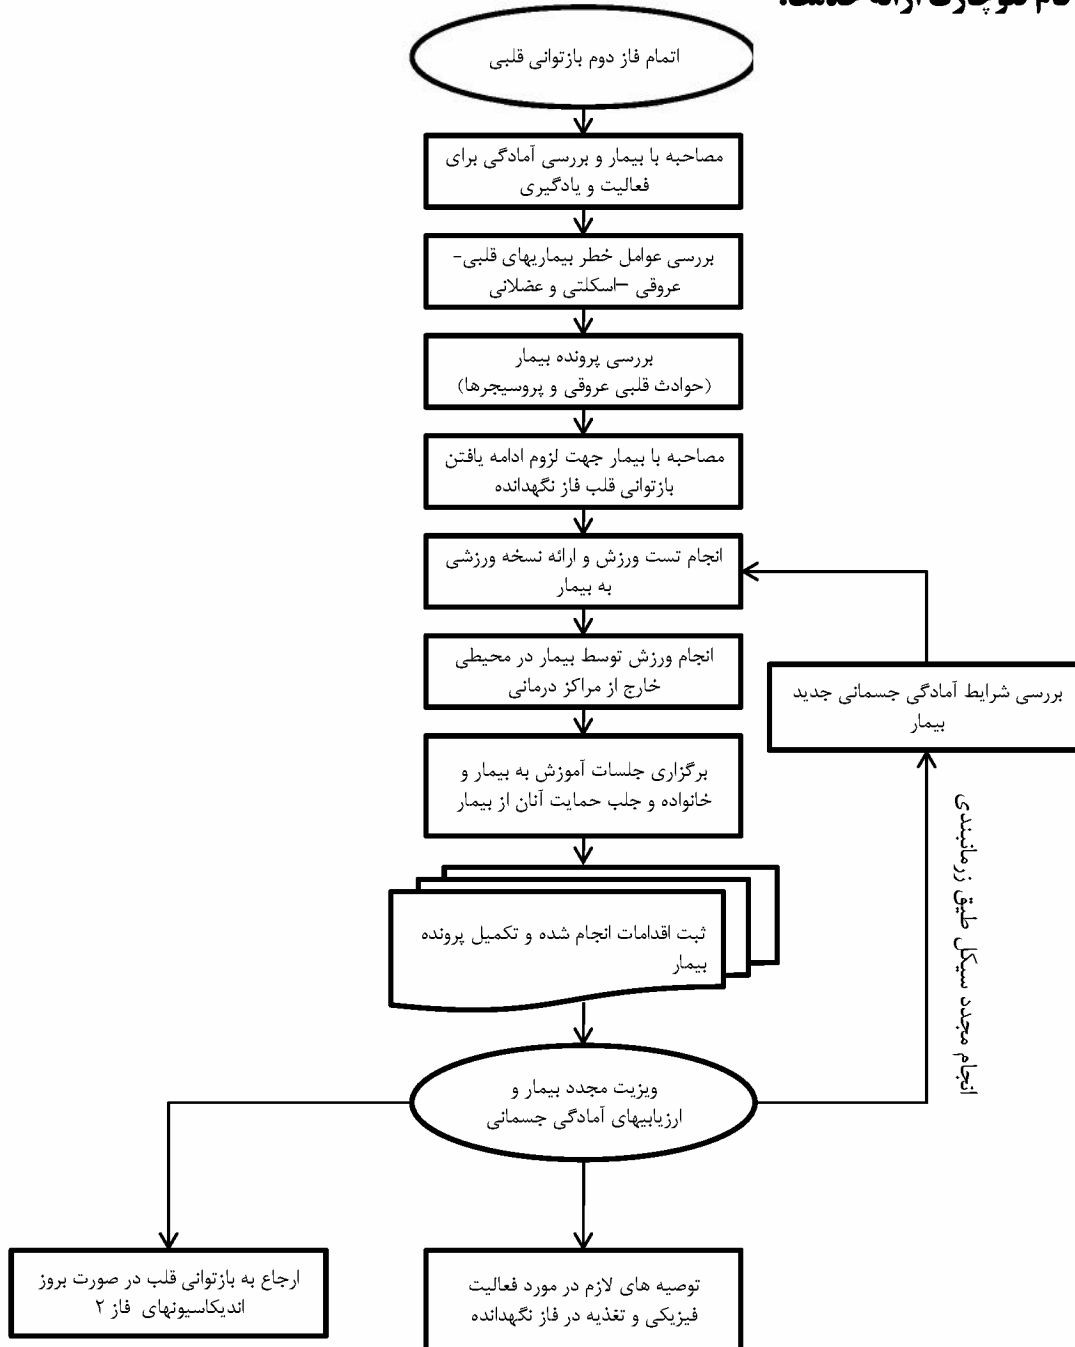 اتمام فاز دوم بازتوانی قلبی
مصاحبه با بیمار و بررسی آمادگی برای
فعالیت و یادگیری
بررسی عوامل خطر بیماریهای قلبی-
عروقی –اسکلتی و عضلانی
بررسی پرونده بیمار
(حوادث قلبی عروقی و پروسیجرها)
مصاحبه با بیمار جهت لزوم ادامه یافتن
بازتوانی قلب فاز نگهدانده
انجام تست ورزش و ارائه نسخه ورزشی
به بیمار
انجام ورزش توسط بیمار در محیطی
خارج از مراکز درمانی
بررسی شرایط آمادگی جسمانی جدید
بیمار
برگزاری جلسات آموزش به بیمار و
خانواده و جلب حمایت آنان از بیمار
انجام مجدد سیکل طیق زرمانبندی
ثبت اقدامات انجام شده و تکمیل پرونده
بیمار
ویزیت مجدد بیمار و
ارزیابیهای آمادگی جسمانی
ارجاع به بازتوانی قلب در صورت بروز
اندیکاسیونهای فاز ۲
توصیه های لازم در مورد فعالیت
فیزیکی و تغذیه در فاز نگهدانده